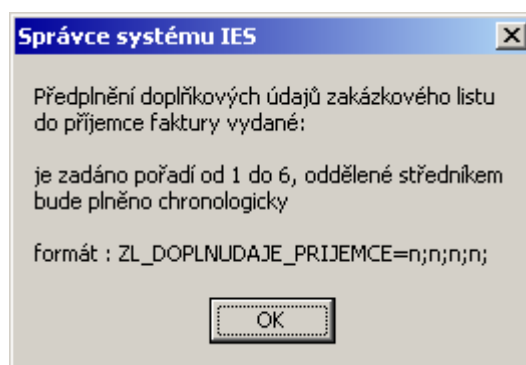 Správce systému IES
Předplnění doplňkových údajů zakázkového listu
do příjemce faktury vydané:
je zadáno pořadí od 1 do 6, oddělené středníkem
bude plněno chronologicky
formát : ZL_DOPLNUDAJE_PRIJEMCE=n;n;n;n;
OK